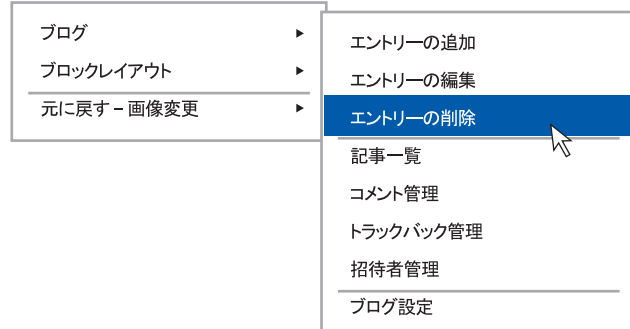 ブログ
ブロックレイアウト
元に戻す－画像変更
エントリーの追加
エントリーの編集
エントリーの削除
記事一覧
コメント管理
トラックバック管理
招待者管理
ブログ設定